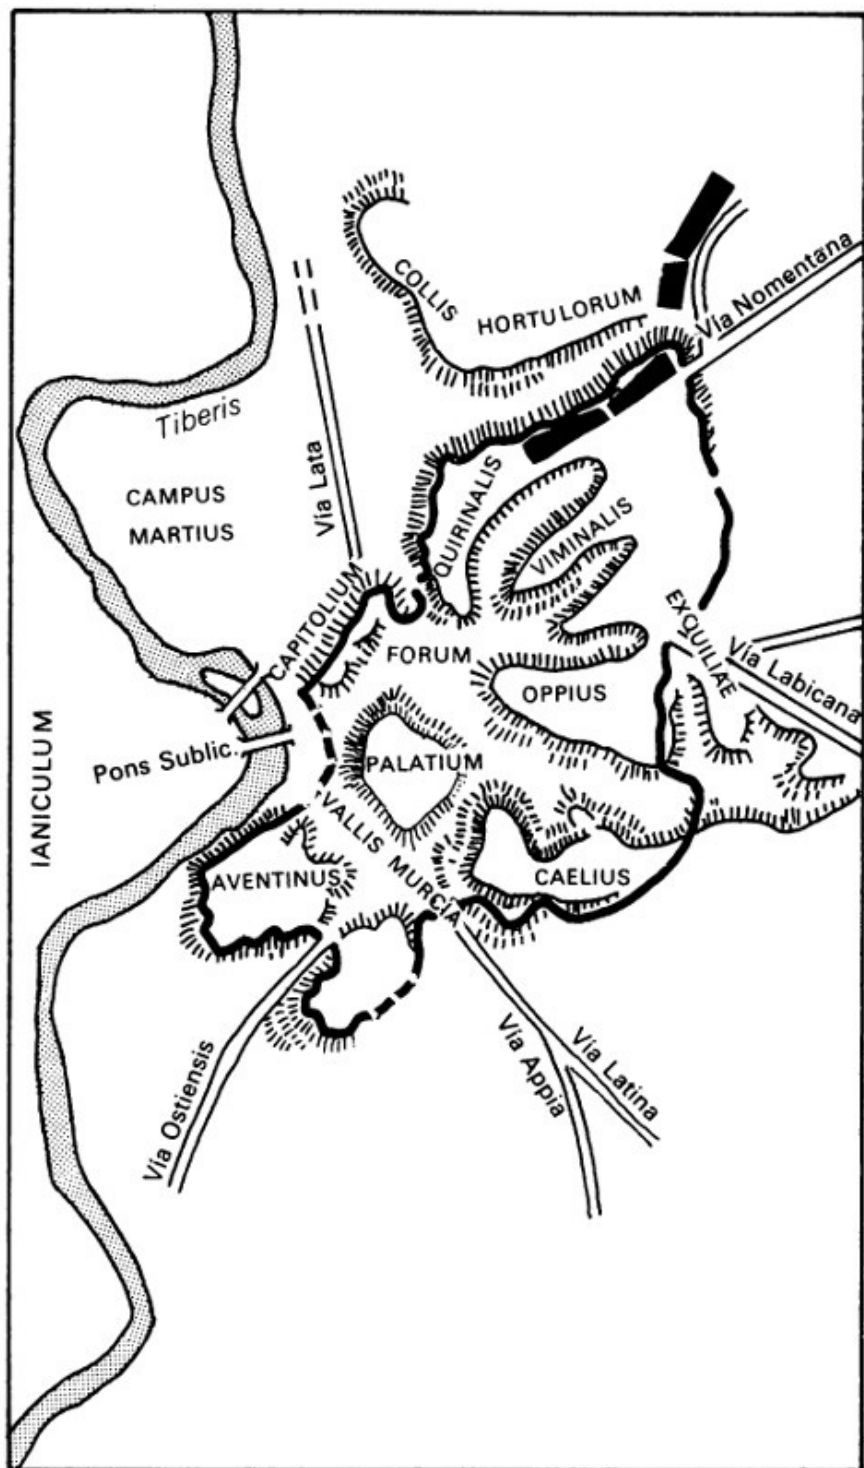 COLLIS
HORTULORUM
Via Nomentana
Tiberis
CAMPUS
MARTIUS
Via Lata
QUIRINALIS
VIMINALIS
CAPITOLIUM
FORUM
EXQUILIAE
Via Labicana
OPPIUS
IANICULUM
Pons Sublic.
PALATIUM
VALLIS MURCIA
AVENTINUS
CAELIUS
Via Ostiensis
Via Appia
Via Latina